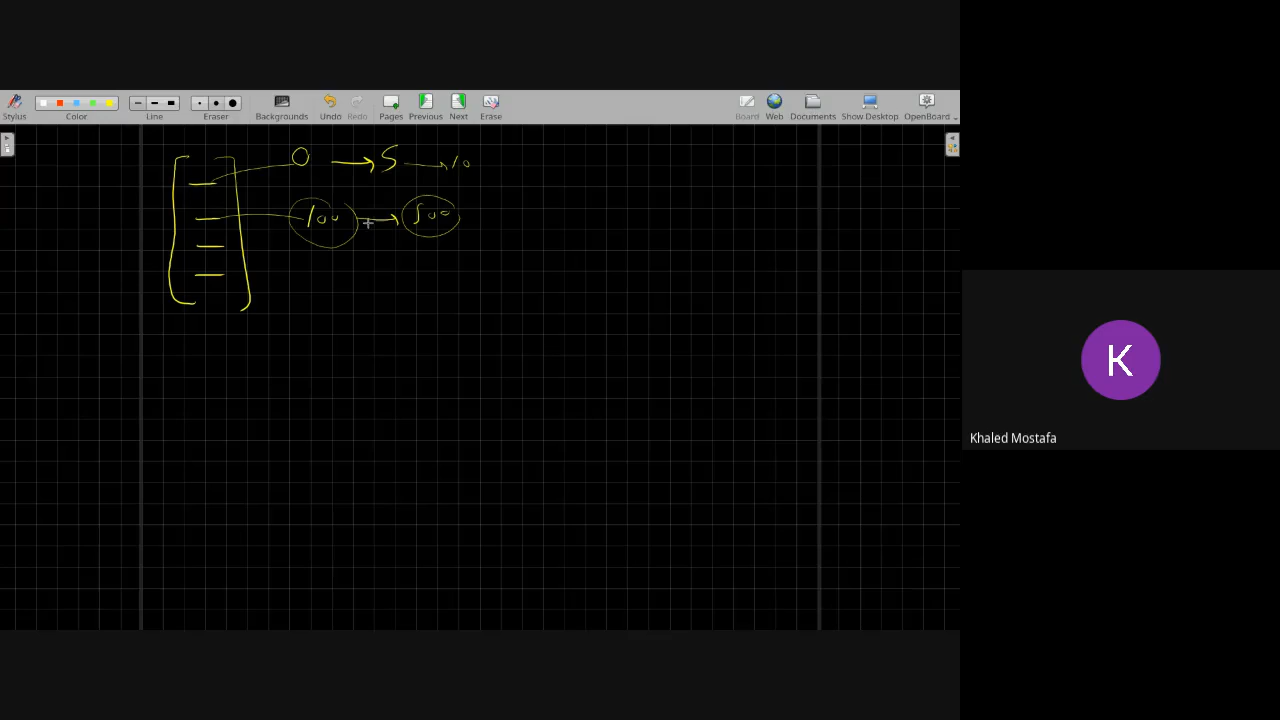 Stylus Color Line Eraser Backgrounds Undo Redo Pages Previous Next Erase Board Web Documents Show Desktop OpenBoard
0 → 5 → 10
100 → 500
K
Khaled Mostafa